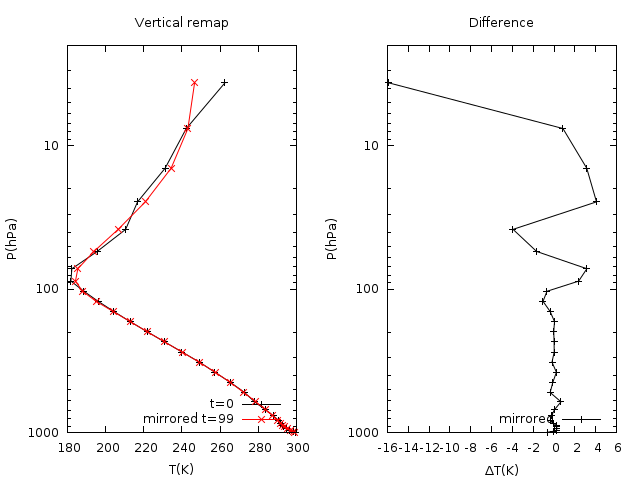 Vertical remap
P(hPa)
10
100
1000
180 200 220 240 260 280 300
T(K)
t=0
mirrored t=99
Difference
P(hPa)
10
100
1000
-16 -14 -12 -10 -8 -6 -4 -2 0 2 4 6
ΔT(K)
mirrored